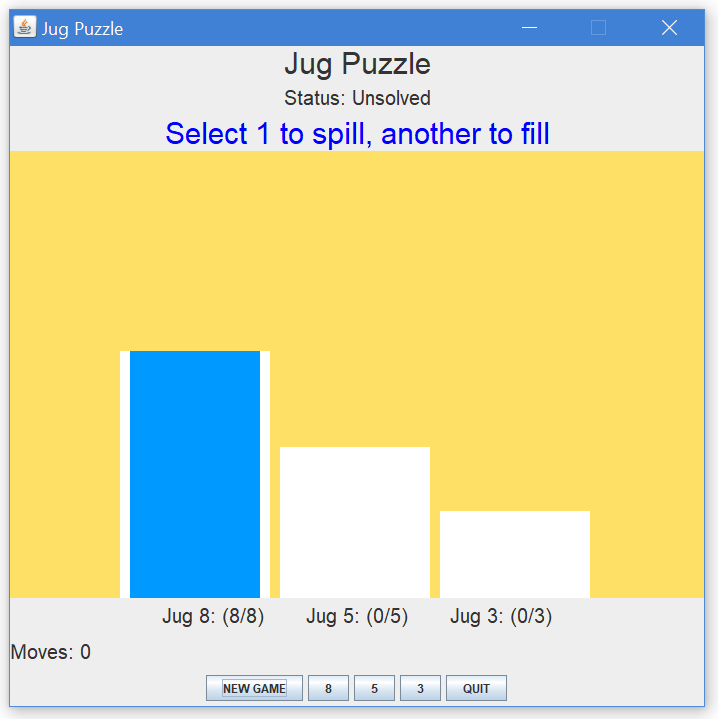 Jug Puzzle
Jug Puzzle
Status: Unsolved
Select 1 to spill, another to fill
Jug 8: (8/8) Jug 5: (0/5) Jug 3: (0/3)
Moves: 0
NEW GAME 8 5 3 QUIT